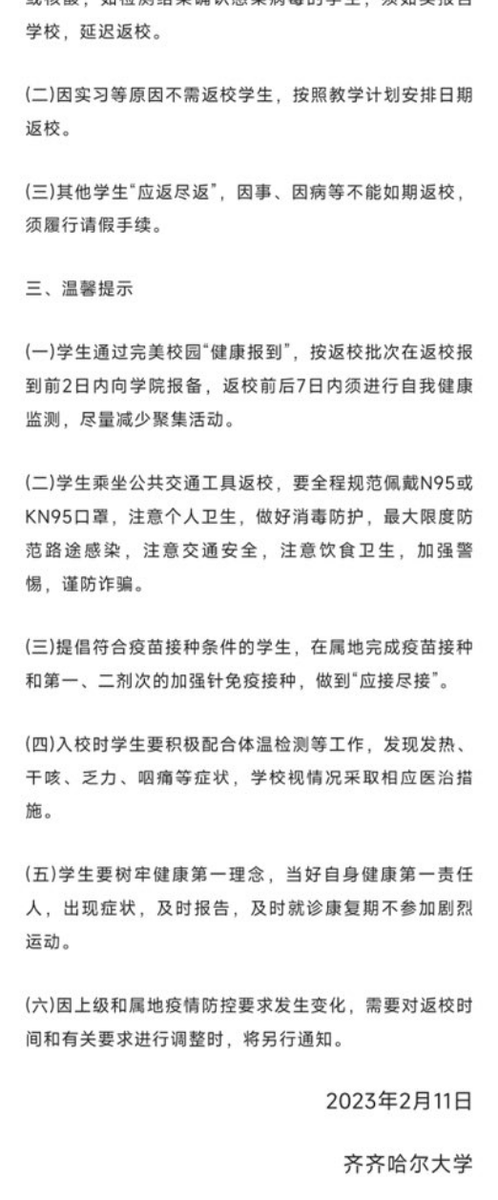 学校，延迟返校。
(二)因实习等原因不需返校学生，按照教学计划安排日期
返校。
(三)其他学生“应返尽返”，因事、因病等不能如期返校，
须履行请假手续。
三、温馨提示
(一)学生通过完美校园“健康报到”，按返校批次在返校报
到前2日内向学院报备，返校前后7日内须进行自我健康
监测，尽量减少聚集活动。
(二)学生乘坐公共交通工具返校，要全程规范佩戴N95或
KN95口罩，注意个人卫生，做好消毒防护，最大限度防
范路途感染，注意交通安全，注意饮食卫生，加强警
惕，谨防诈骗。
(三)提倡符合疫苗接种条件的学生，在属地完成疫苗接种
和第一、二剂次的加强针免疫接种，做到“应接尽接”。
(四)入校时学生要积极配合体温检测等工作，发现发热、
干咳、乏力、咽痛等症状，学校视情况采取相应医治措
施。
(五)学生要树牢健康第一理念，当好自身健康第一责任
人，出现症状，及时报告，及时就诊康复期不参加剧烈
运动。
(六)因上级和属地疫情防控要求发生变化，需要对返校时
间和有关要求进行调整时，将另行通知。
2023年2月11日
齐齐哈尔大学